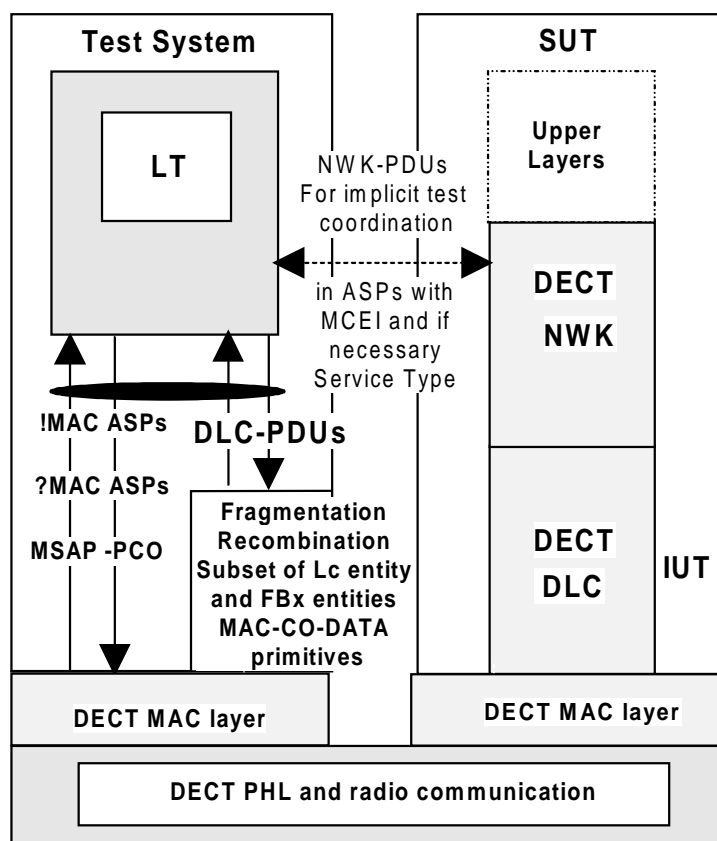 Test System
SUT
LT
Upper
Layers
NWK-PDUs
For implicit test
coordination
in ASPs with
MCEI and if
necessary
Service Type
DECT
NWK
!MAC ASPs
?MAC ASPs
MSAP -PCO
DLC-PDUs
Fragmentation
Recombination
Subset of Lc entity
and FBx entities
MAC-CO-DATA
primitives
DECT
DLC
IUT
DECT MAC layer
DECT MAC layer
DECT PHL and radio communication